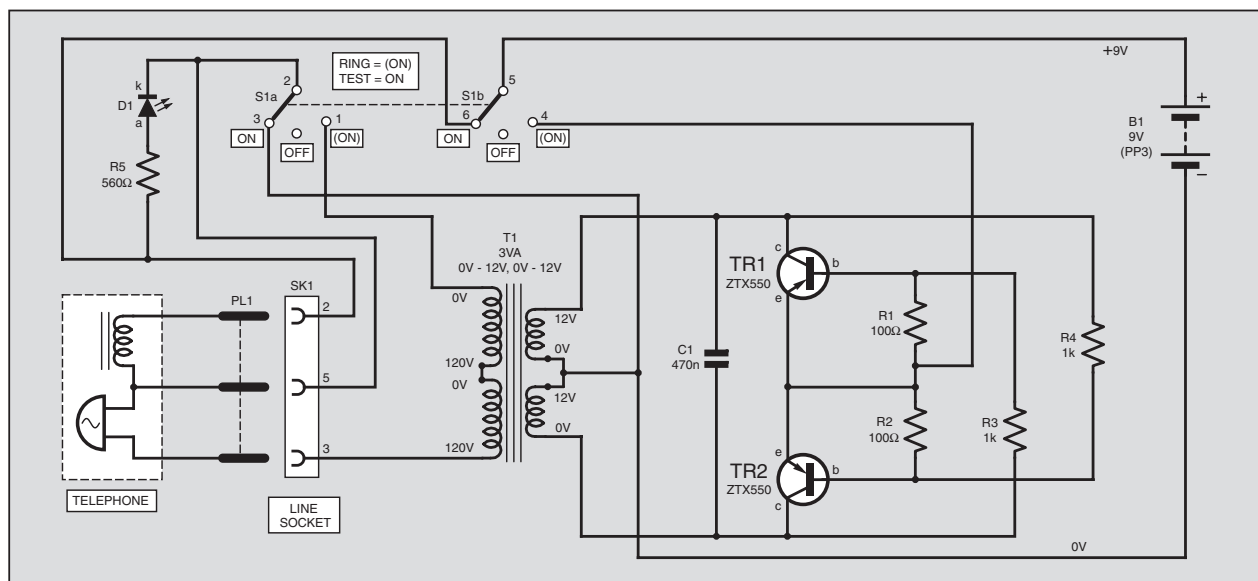 RING = (ON)
TEST = ON
+9V
k
D1
a
R5
560Ω
2
S1a
3
1
ON
OFF
(ON)
5
S1b
6
4
ON
OFF
(ON)
+
B1
9V
(PP3)
−
T1
3VA
0V - 12V, 0V - 12V
0V
120V
0V
120V
12V
0V
12V
0V
C1
470n
c
TR1
ZTX550
b
e
R1
100Ω
R4
1k
R2
100Ω
R3
1k
e
TR2
ZTX550
b
c
0V
PL1
SK1
2
5
3
TELEPHONE
LINE
SOCKET